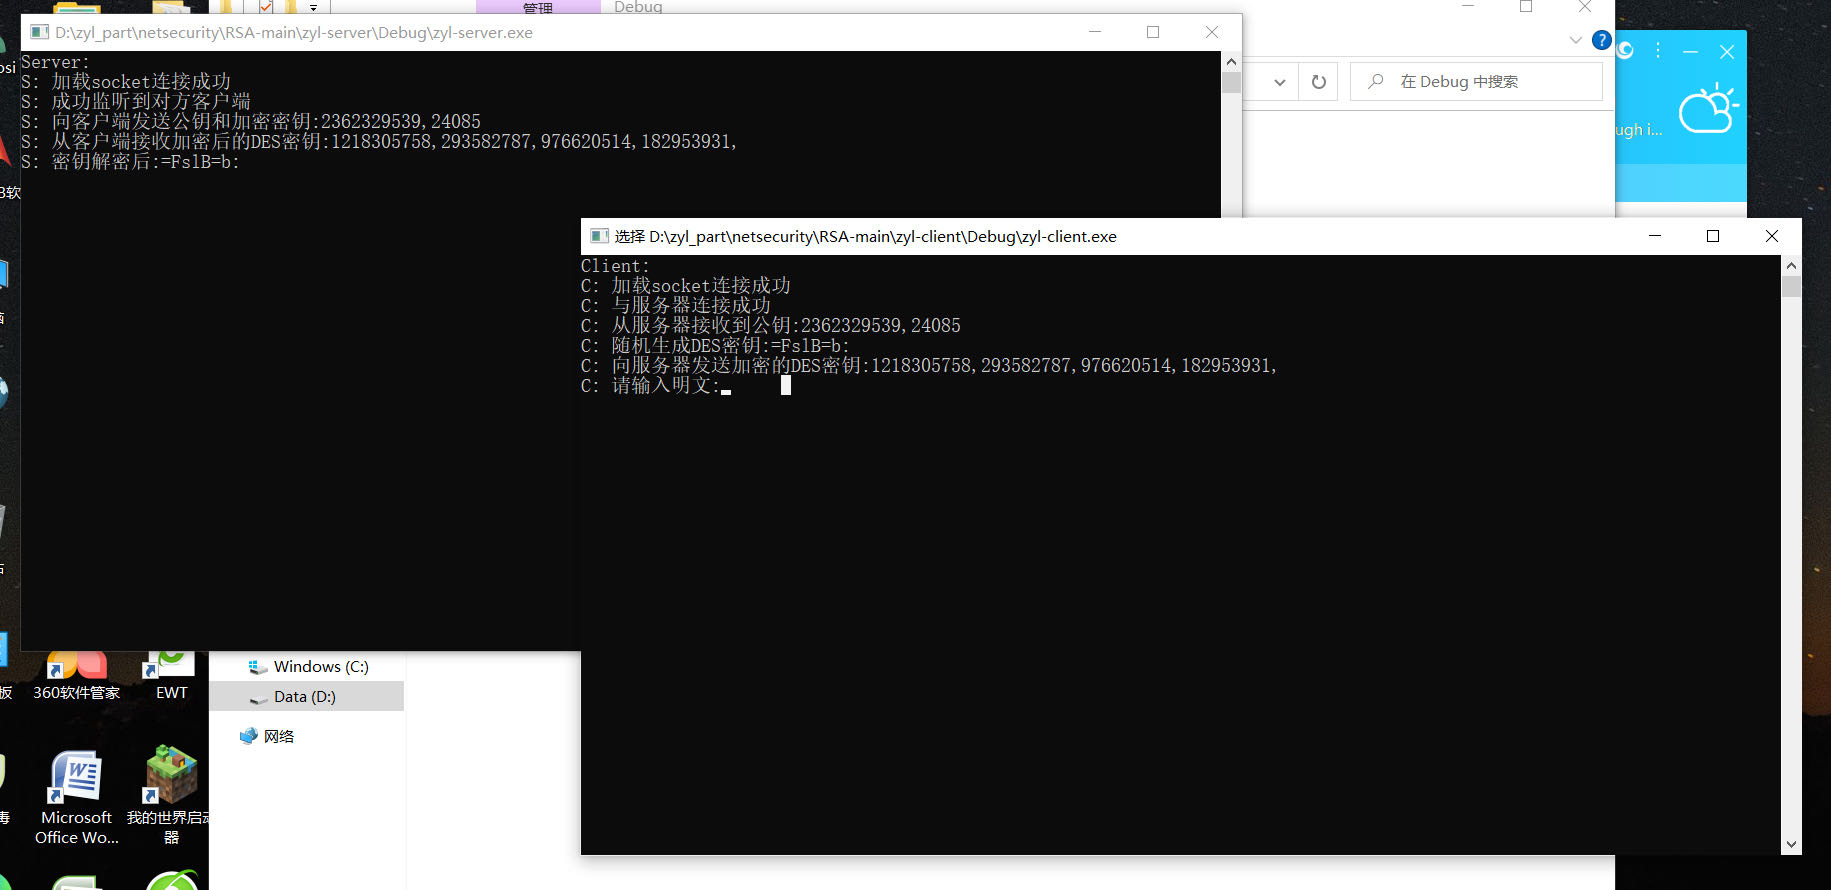 管理
Debug
D:\zyl_part\netsecurity\RSA-main\zyl-server\Debug\zyl-server.exe
Server:
S: 加载socket连接成功
S: 成功监听到对方客户端
S: 向客户端发送公钥和加密密钥:2362329539,24085
S: 从客户端接收加密后的DES密钥:1218305758,293582787,976620514,182953931,
S: 密钥解密后:=FslB=b:
在 Debug 中搜索
ugh i...
选择 D:\zyl_part\netsecurity\RSA-main\zyl-client\Debug\zyl-client.exe
Client:
C: 加载socket连接成功
C: 与服务器连接成功
C: 从服务器接收到公钥:2362329539,24085
C: 随机生成DES密钥:=FslB=b:
C: 向服务器发送加密的DES密钥:1218305758,293582787,976620514,182953931,
C: 请输入明文:
Windows (C:)
Data (D:)
网络
360软件管家
EWT
Microsoft
Office Wo...
我的世界启动
器